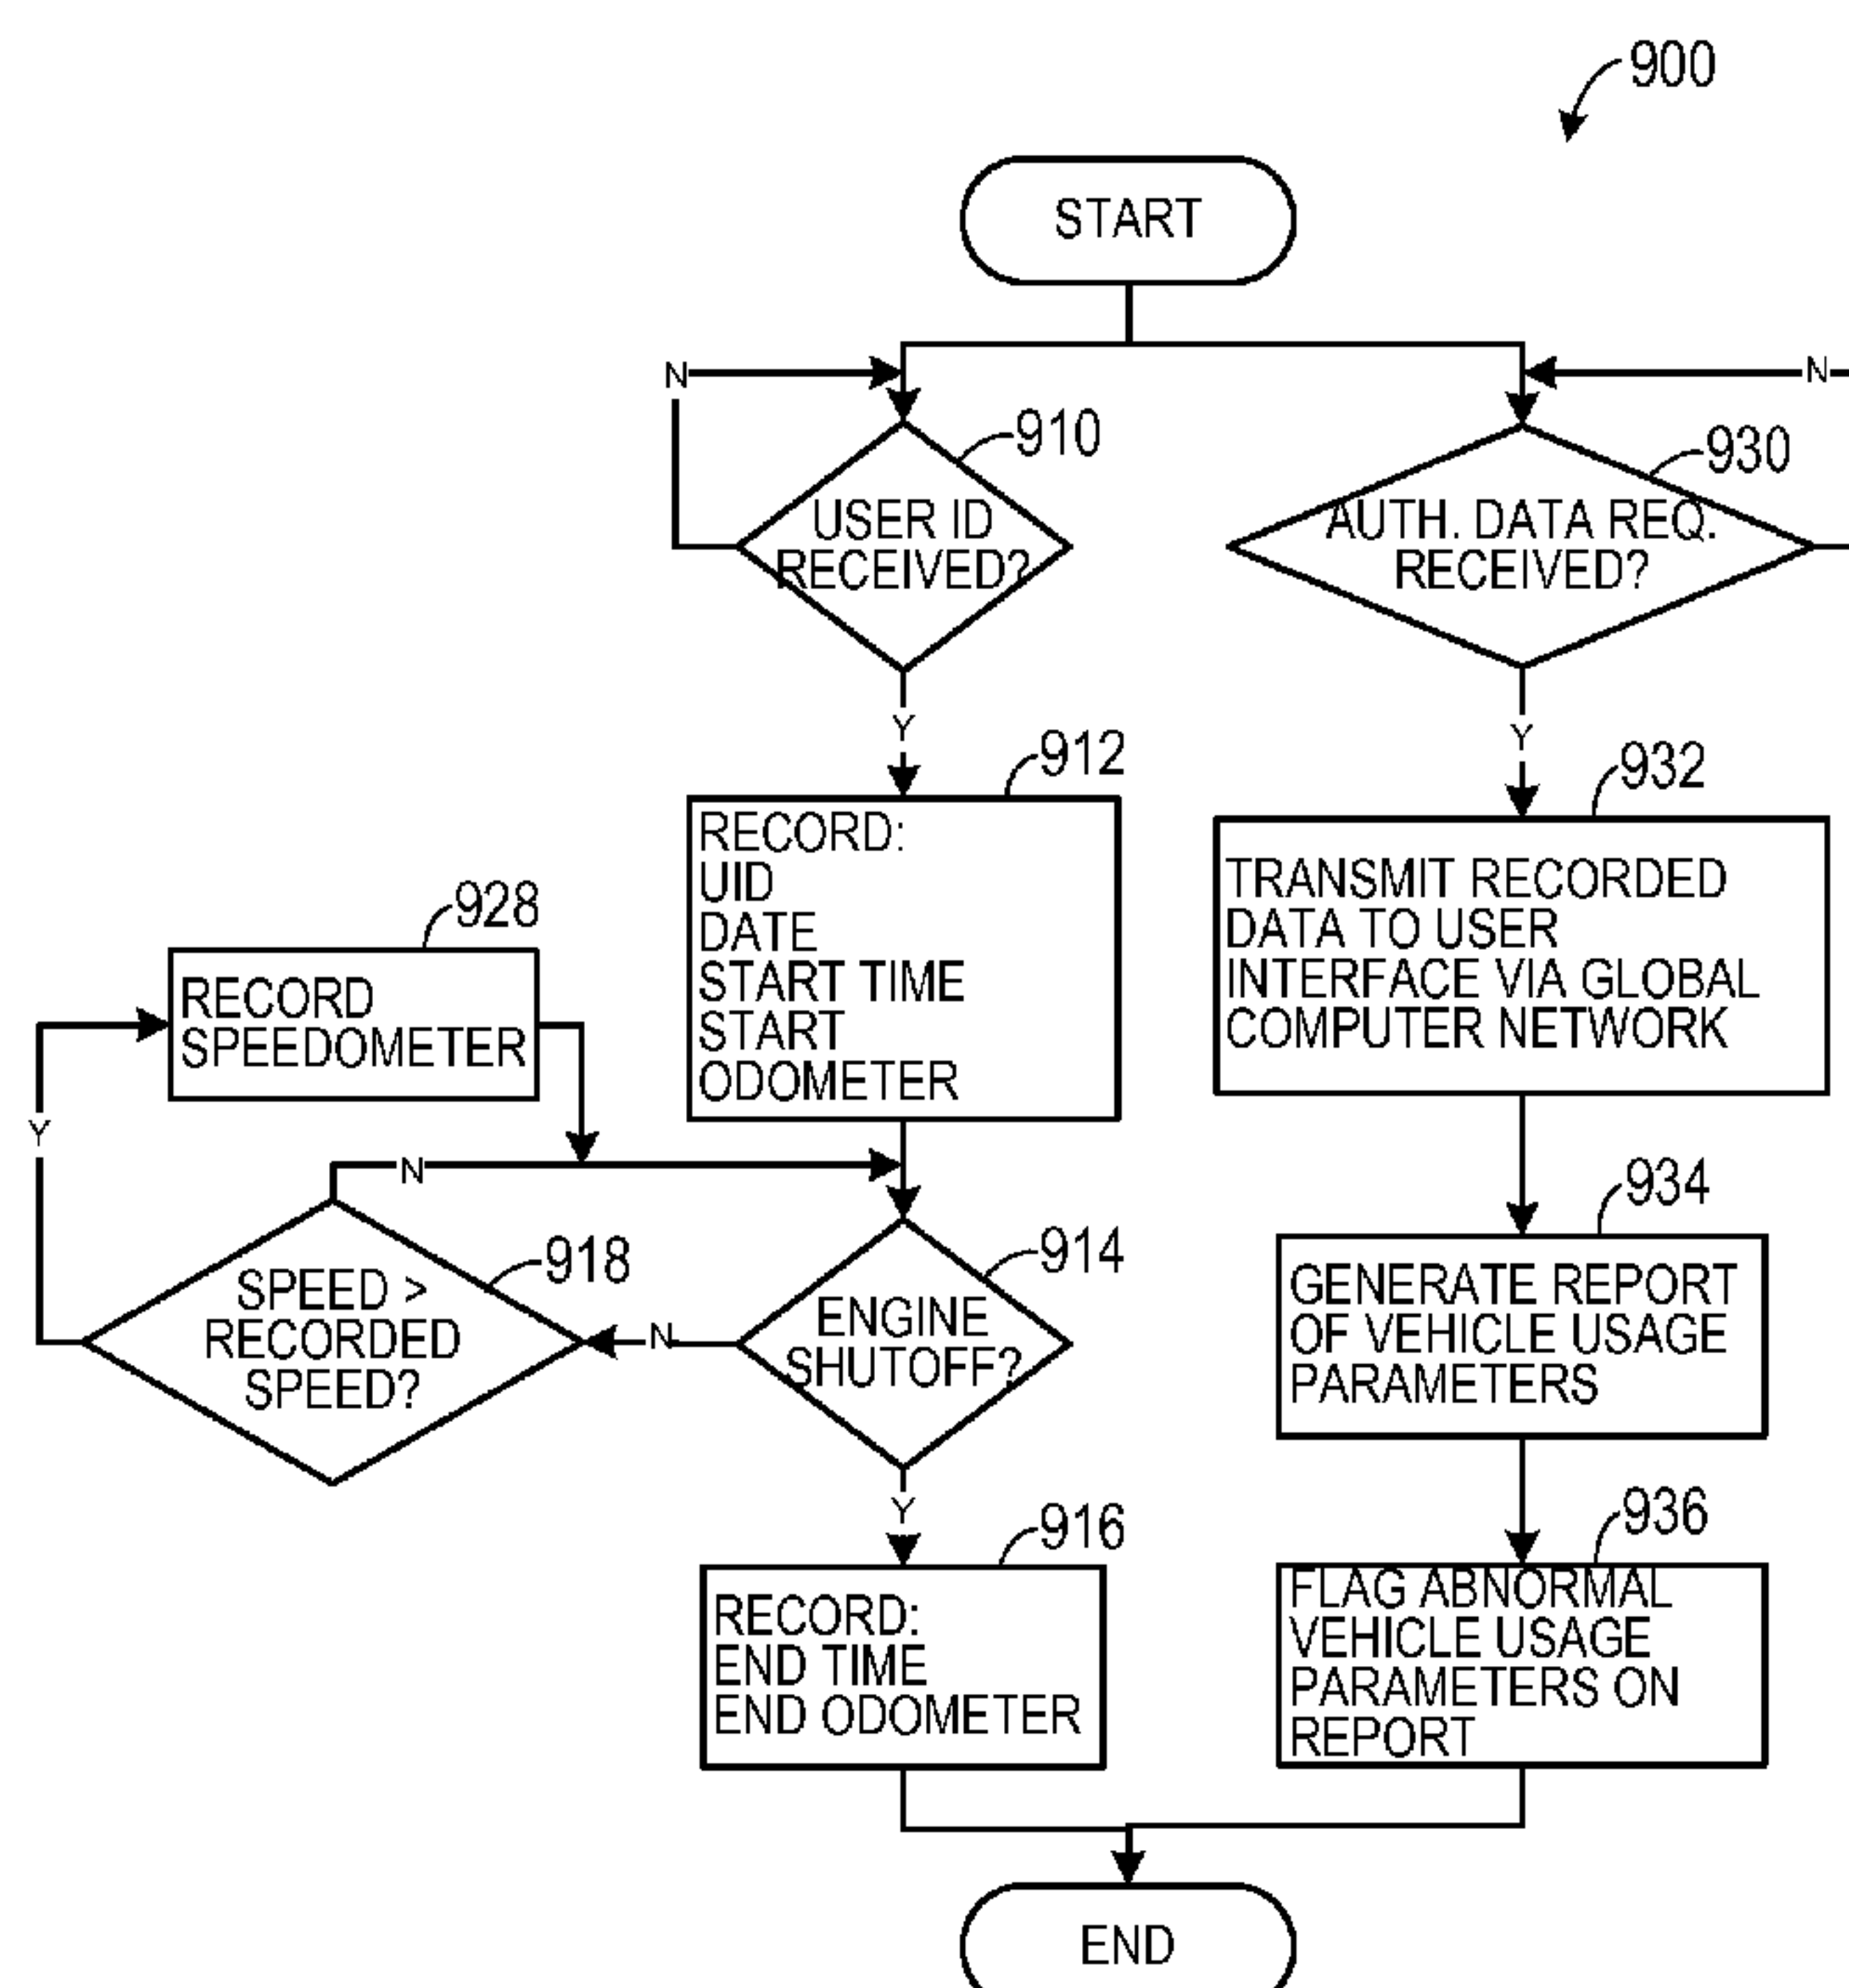 900
START
N
N
910
930
USER ID
RECEIVED?
AUTH. DATA REQ.
RECEIVED?
Y
Y
912
932
RECORD:
UID
DATE
START TIME
START
ODOMETER
TRANSMIT RECORDED
DATA TO USER
INTERFACE VIA GLOBAL
COMPUTER NETWORK
928
RECORD
SPEEDOMETER
Y
N
918
SPEED >
RECORDED
SPEED?
N
914
ENGINE
SHUTOFF?
934
GENERATE REPORT
OF VEHICLE USAGE
PARAMETERS
Y
916
RECORD:
END TIME
END ODOMETER
936
FLAG ABNORMAL
VEHICLE USAGE
PARAMETERS ON
REPORT
END